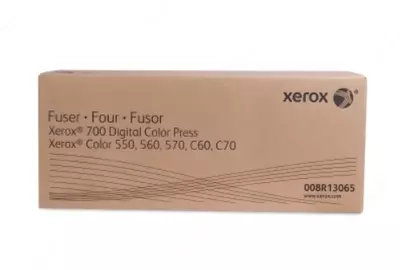 xerox
Fuser • Four • Fusor
Xerox® 700 Digital Color Press
Xerox® Color 550, 560, 570, C60, C70
008R13065
www.xerox.com